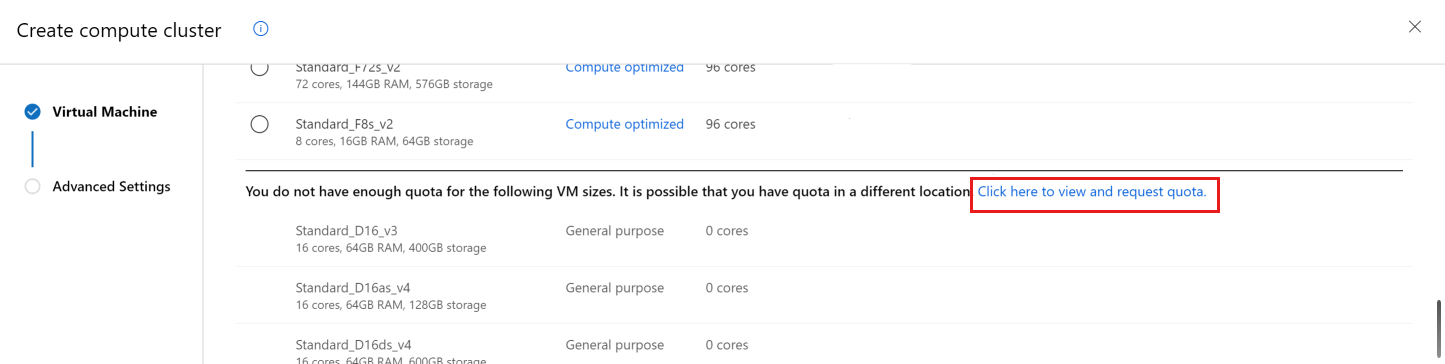 Create compute cluster
Standard_F72s_v2 Compute optimized 96 cores
72 cores, 144GB RAM, 576GB storage
Virtual Machine
Standard_F8s_v2 Compute optimized 96 cores
8 cores, 16GB RAM, 64GB storage
Advanced Settings
You do not have enough quota for the following VM sizes. It is possible that you have quota in a different location Click here to view and request quota.
Standard_D16_v3 General purpose 0 cores
16 cores, 64GB RAM, 400GB storage
Standard_D16as_v4 General purpose 0 cores
16 cores, 64GB RAM, 128GB storage
Standard_D16ds_v4 General purpose 0 cores
16 cores, 64GB RAM, 600GB storage